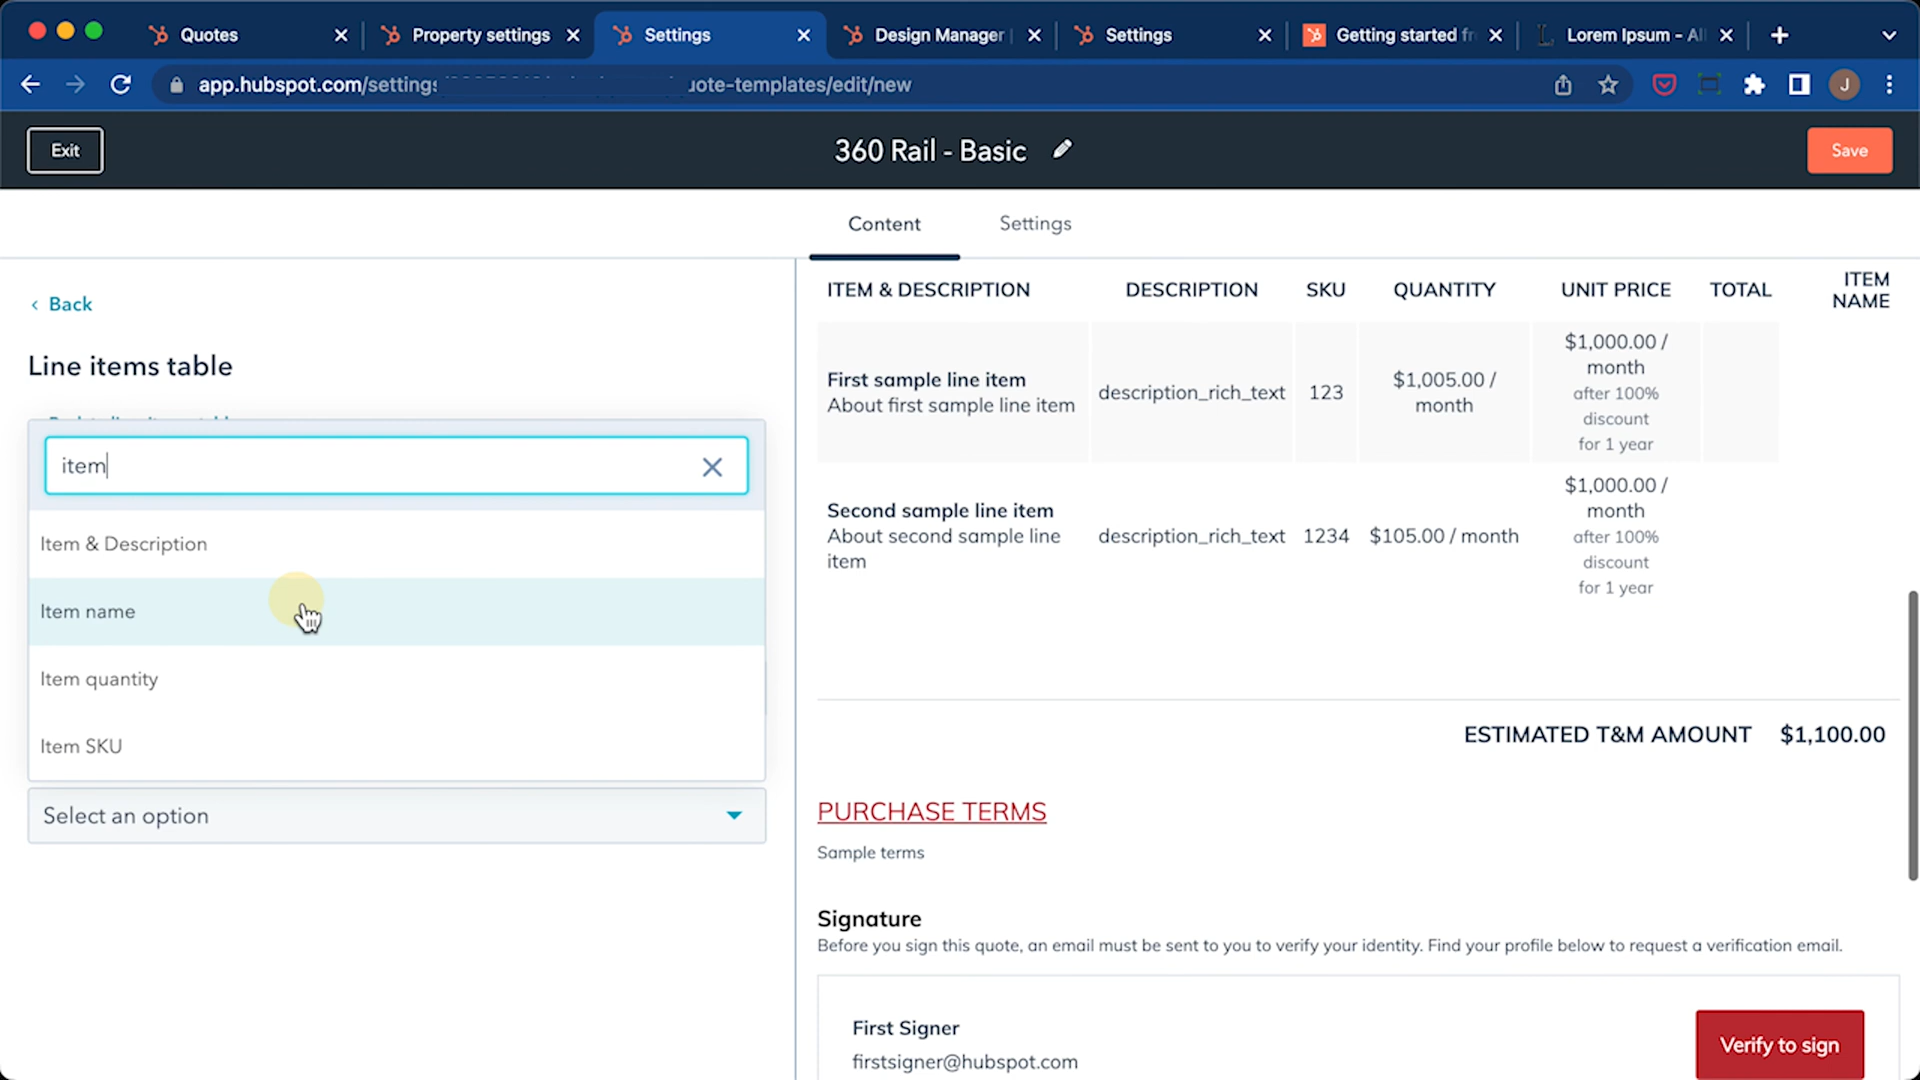 Quotes
Property settings
Settings
Design Manager
Settings
Getting started fr
Lorem Ipsum - All
app.hubspot.com/settings
uote-templates/edit/new
J
Exit
360 Rail - Basic
Save
Content
Settings
Back
Line items table
item
Item & Description
Item name
Item quantity
Item SKU
Select an option
ITEM & DESCRIPTION DESCRIPTION SKU QUANTITY UNIT PRICE TOTAL ITEM NAME
First sample line item
About first sample line item
description_rich_text
123
$1,005.00 /
month
$1,000.00 /
month
after 100%
discount
for 1 year
Second sample line item
About second sample line
item
description_rich_text
1234
$105.00 / month
$1,000.00 /
month
after 100%
discount
for 1 year
ESTIMATED T&M AMOUNT $1,100.00
PURCHASE TERMS
Sample terms
Signature
Before you sign this quote, an email must be sent to you to verify your identity. Find your profile below to request a verification email.
First Signer
firstsigner@hubspot.com
Verify to sign